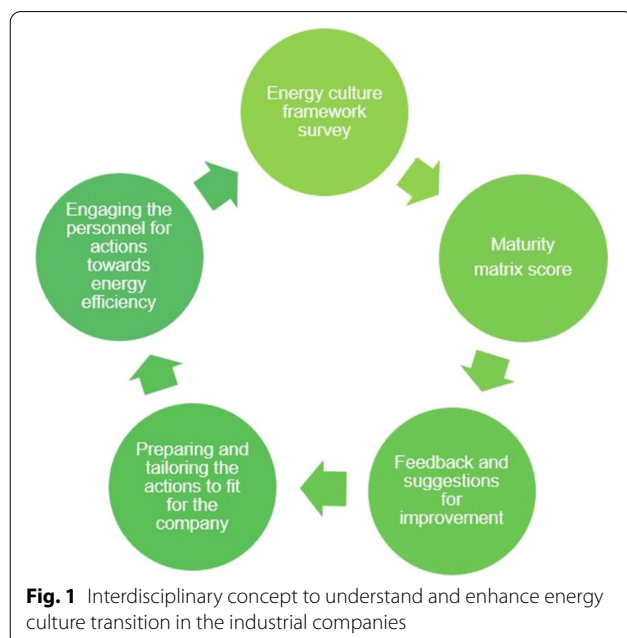 Energy culture
framework
survey
Maturity
matrix score
Feedback and
suggestions
for
improvement
Preparing and
tailoring the
actions to fit
for the
company
Engaging the
personnel for
actions
towards
energy
efficiency
Fig. 1 Interdisciplinary concept to understand and enhance energy
culture transition in the industrial companies